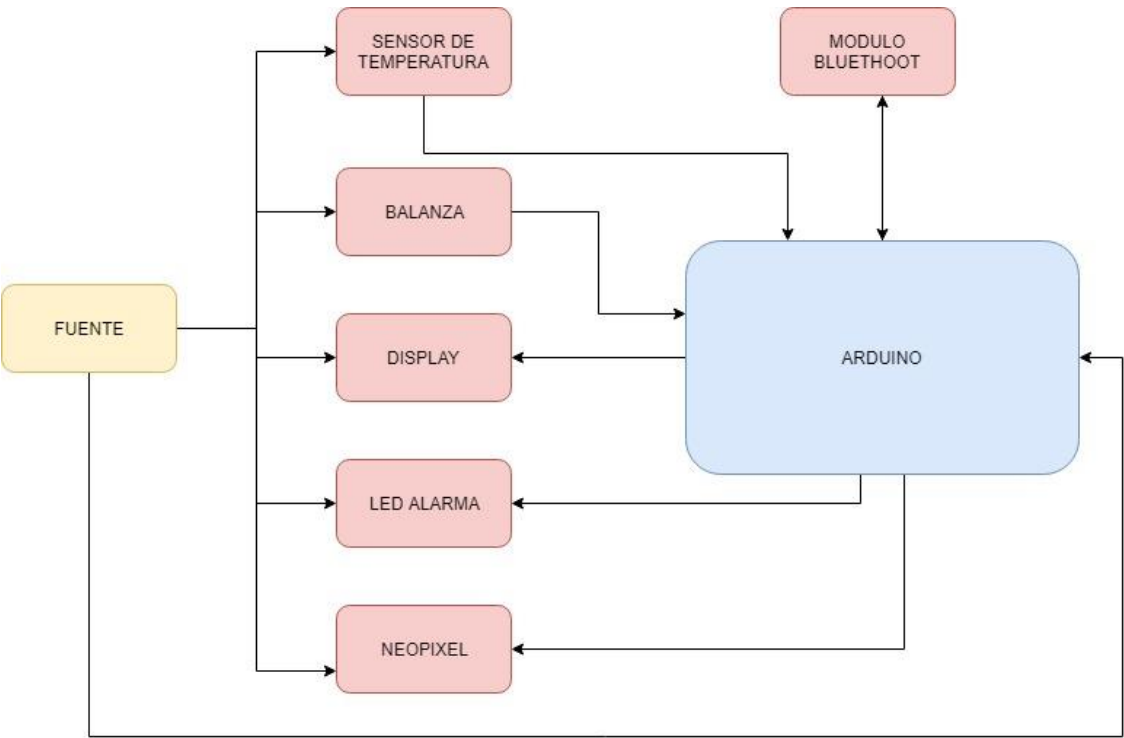 SENSOR DE
TEMPERATURA
MODULO
BLUETHOOT
BALANZA
FUENTE
DISPLAY
ARDUINO
LED ALARMA
NEOPIXEL